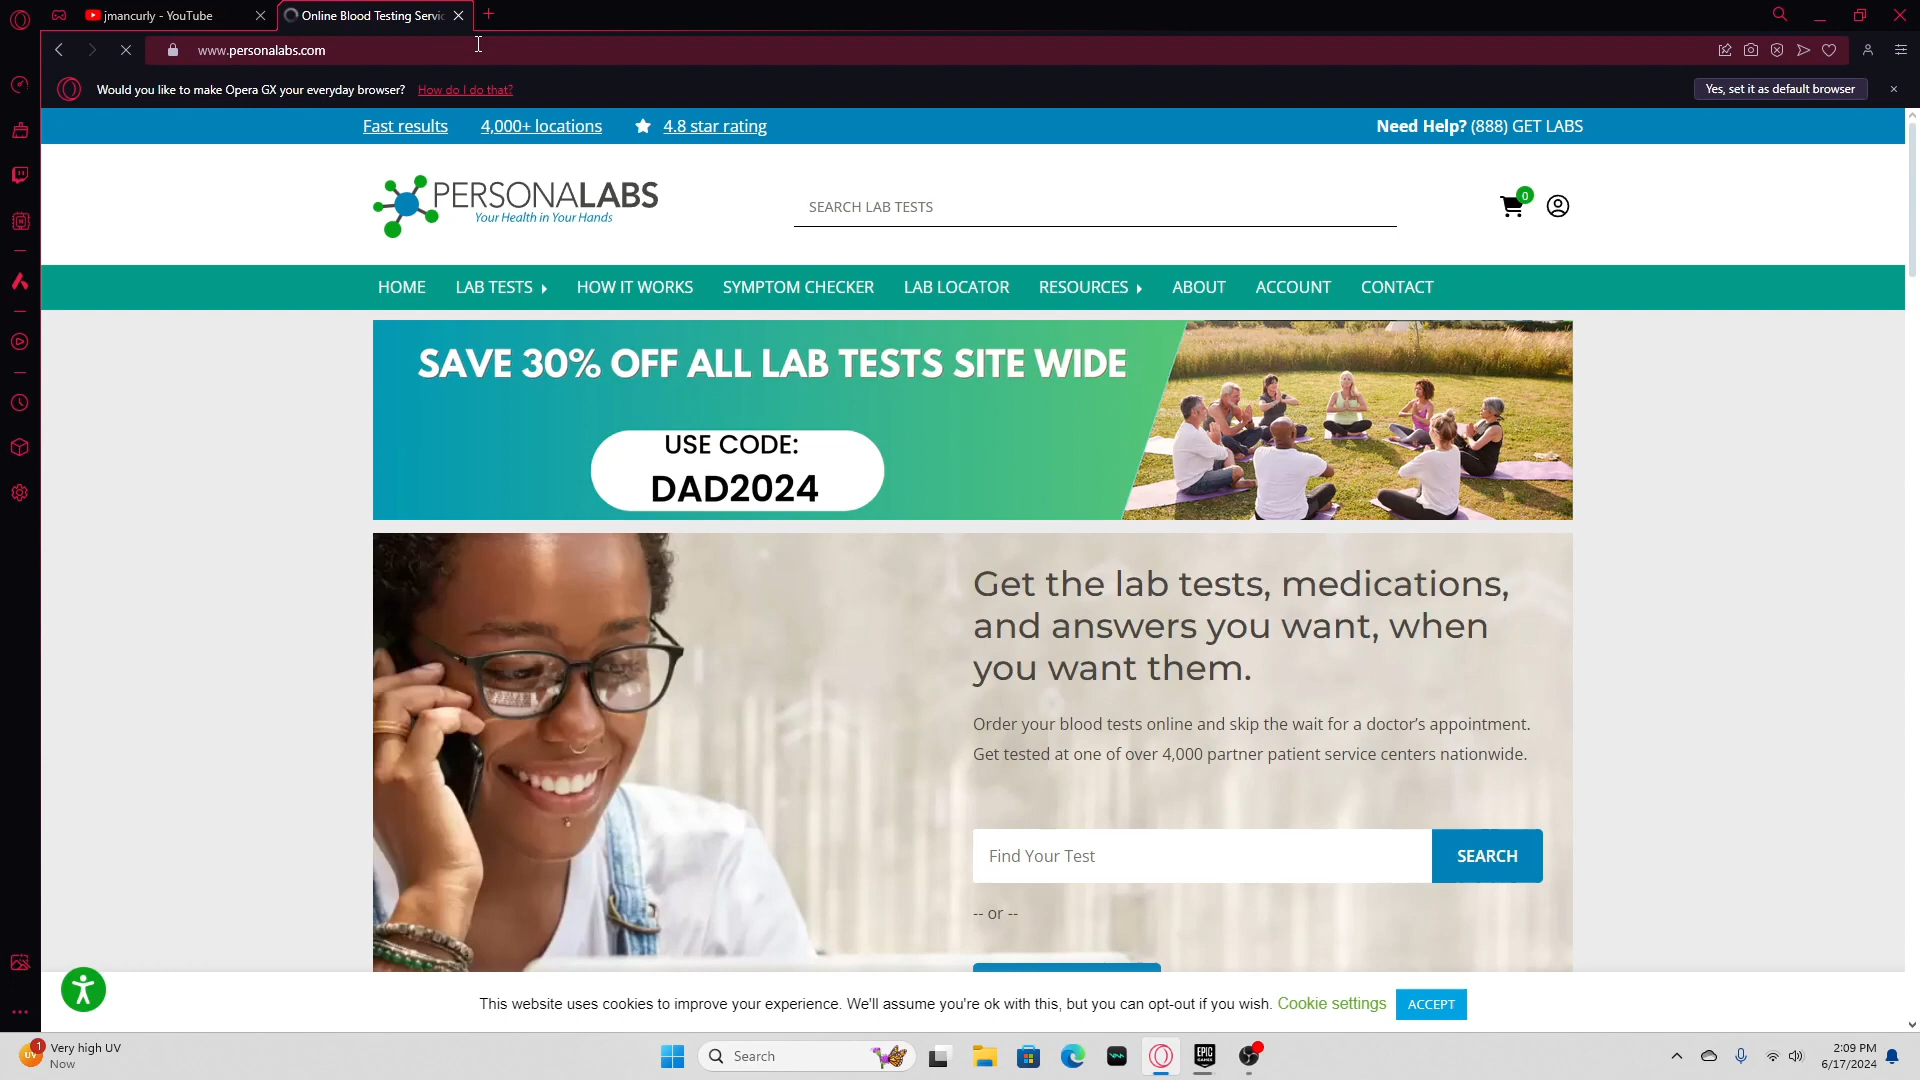 jmancurly - YouTube
Online Blood Testing Servic
www.personalabs.com
Would you like to make Opera GX your everyday browser? How do I do that?
Yes, set it as default browser
Fast results 4,000+ locations 4.8 star rating
Need Help? (888) GET LABS
PERSONALABS
Your Health in Your Hands
SEARCH LAB TESTS
0
HOME LAB TESTS HOW IT WORKS SYMPTOM CHECKER LAB LOCATOR RESOURCES ABOUT ACCOUNT CONTACT
SAVE 30% OFF ALL LAB TESTS SITE WIDE
USE CODE:
DAD2024
Get the lab tests, medications,
and answers you want, when
you want them.
Order your blood tests online and skip the wait for a doctor's appointment.
Get tested at one of over 4,000 partner patient service centers nationwide.
Find Your Test
SEARCH
-- or --
This website uses cookies to improve your experience. We'll assume you're ok with this, but you can opt-out if you wish. Cookie settings ACCEPT
UV
1
Very high UV
Now
Search
EPIC
GAMES
2:09 PM
6/17/2024